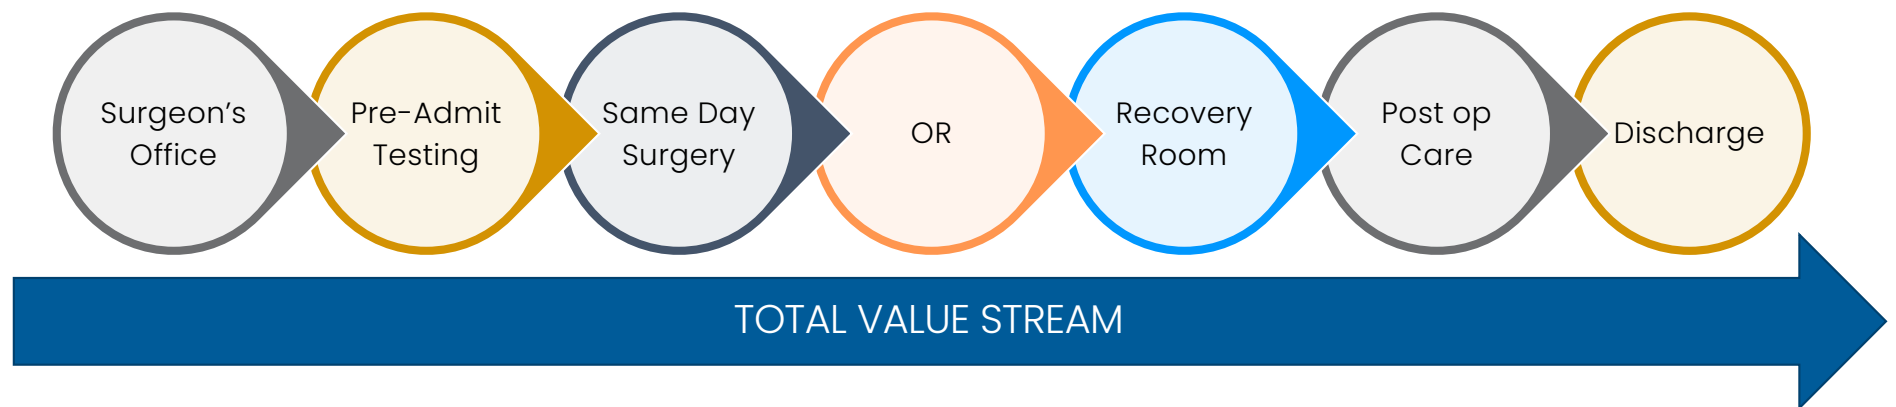 Surgeon’s
Office
Pre-Admit
Testing
Same Day
Surgery
OR
Recovery
Room
Post op
Care
Discharge
TOTAL VALUE STREAM